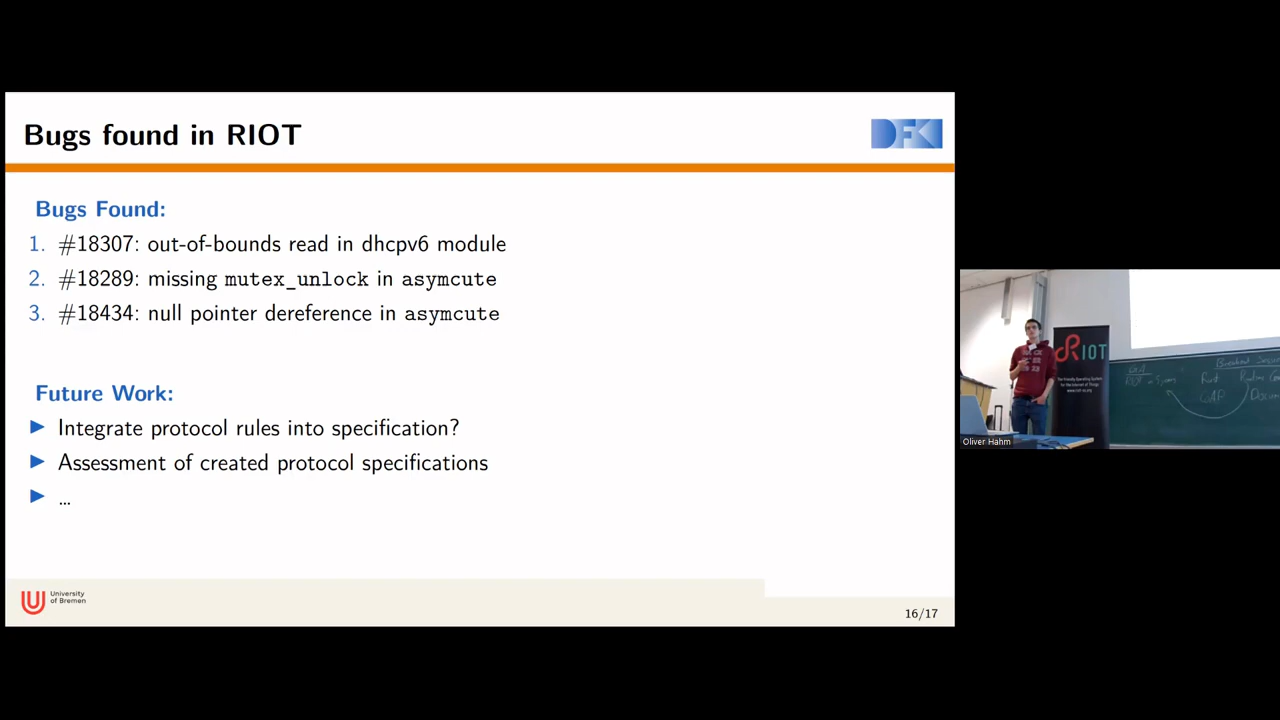 Bugs found in RIOT
DFKI
Bugs Found:
1. #18307: out-of-bounds read in dhcpv6 module
2. #18289: missing mutex_unlock in asymcute
3. #18434: null pointer dereference in asymcute
Future Work:
▶ Integrate protocol rules into specification?
▶ Assessment of created protocol specifications
▶ ...
University
of Bremen
16/17
RIOT
Oliver Hahm